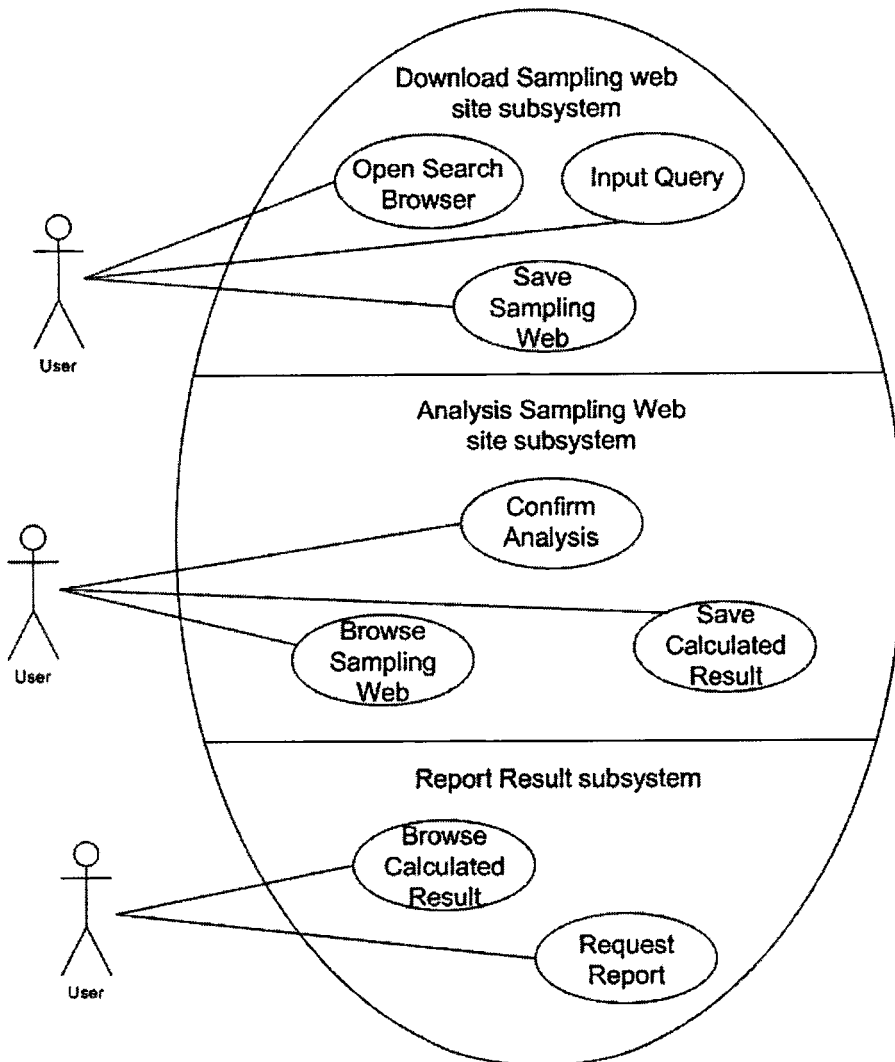 Download Sampling web
site subsystem
Open Search
Browser
Input Query
Save
Sampling
Web
User
Analysis Sampling Web
site subsystem
Confirm
Analysis
Browse
Sampling
Web
Save
Calculated
Result
User
Report Result subsystem
Browse
Calculated
Result
Request
Report
User